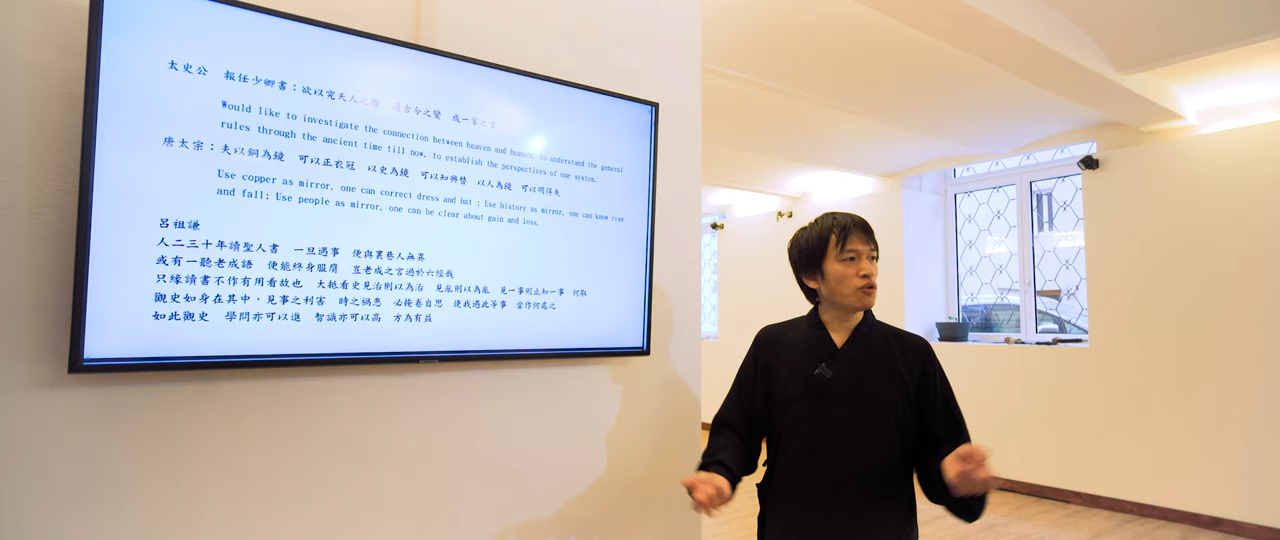 太史公　報任少卿書：欲以究天人之際　通古今之變　成一家之言
Would like to investigate the connection between heaven and humans, to understand the general
rules through the ancient time till now, to establish the perspectives of one system.
唐太宗：夫以銅為鏡　可以正衣冠　以史為鏡　可以知興替　以人為鏡　可以明得失
Use copper as mirror, one can correct dress and hat ; Use history as mirror, one can know rise
and fall; Use people as mirror, one can be clear about gain and loss.
呂祖謙
人二三十年讀聖人書　一旦遇事　便與裏巷人無異
或有一聽老成語　便能終身服膺　豈老成之言過於六經哉
只緣讀書不作有用看故也　大抵看史見治則以為治　見亂則以為亂　見一事則止知一事　何取
觀史如身在其中，見事之利害　時之禍患　必掩卷自思　使我遇此等事　當作何處之
如此觀史　學問亦可以進　智識亦可以高　方為有益